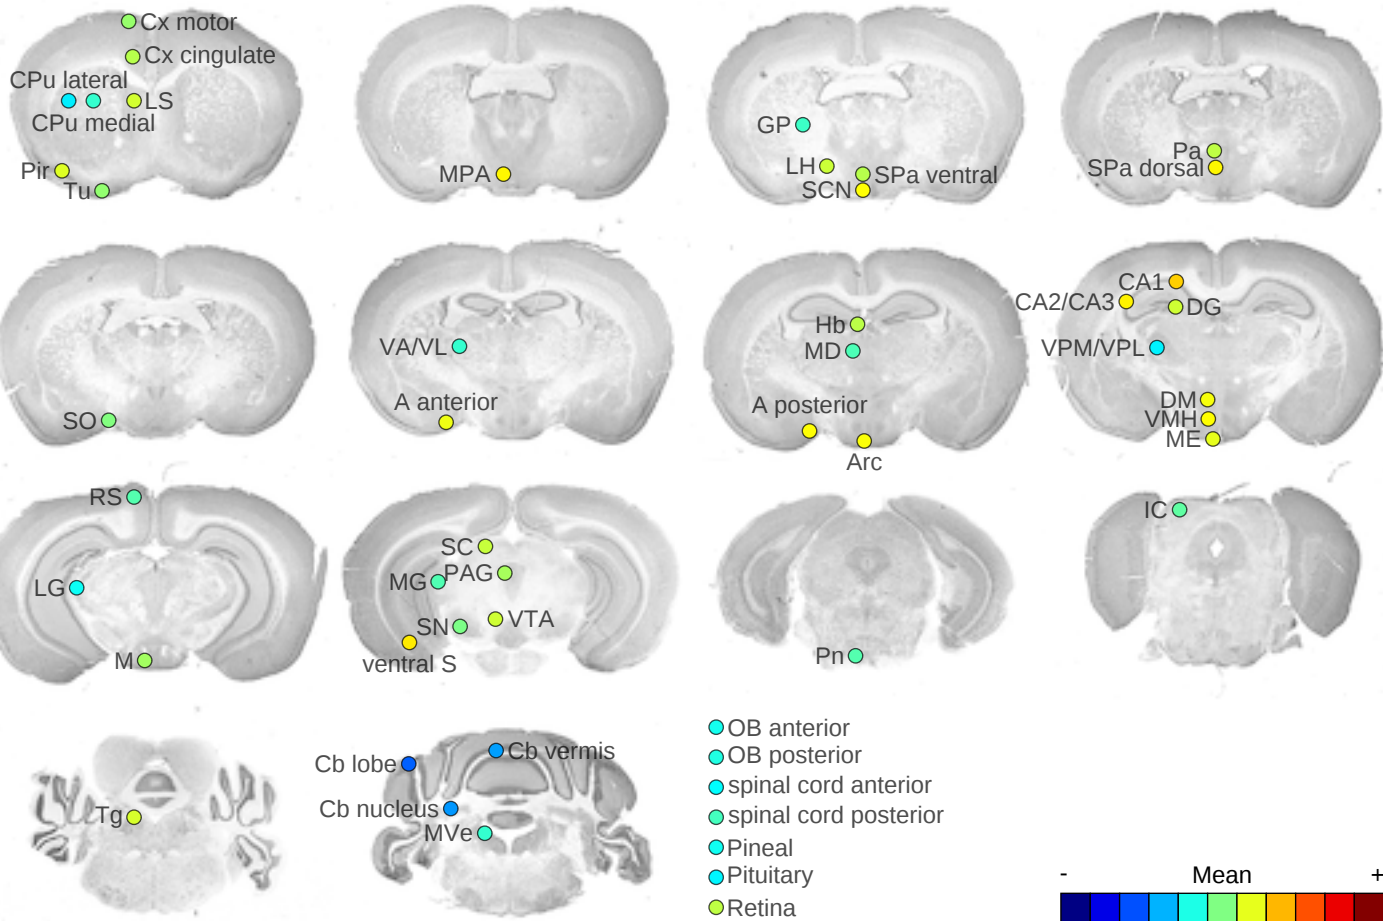 Cx motor
Cx cingulate
CPu lateral
LS
CPu medial
Pir
Tu
MPA
GP
LH
SPa ventral
SCN
Pa
SPa dorsal
SO
VA/VL
A anterior
Hb
MD
A posterior
Arc
CA1
CA2/CA3
DG
VPM/VPL
DM
VMH
ME
RS
LG
M
SC
MG
PAG
SN
VTA
ventral S
Pn
IC
Tg
Cb vermis
Cb lobe
Cb nucleus
MVe
OB anterior
OB posterior
spinal cord anterior
spinal cord posterior
Pineal
Pituitary
Retina
- Mean +